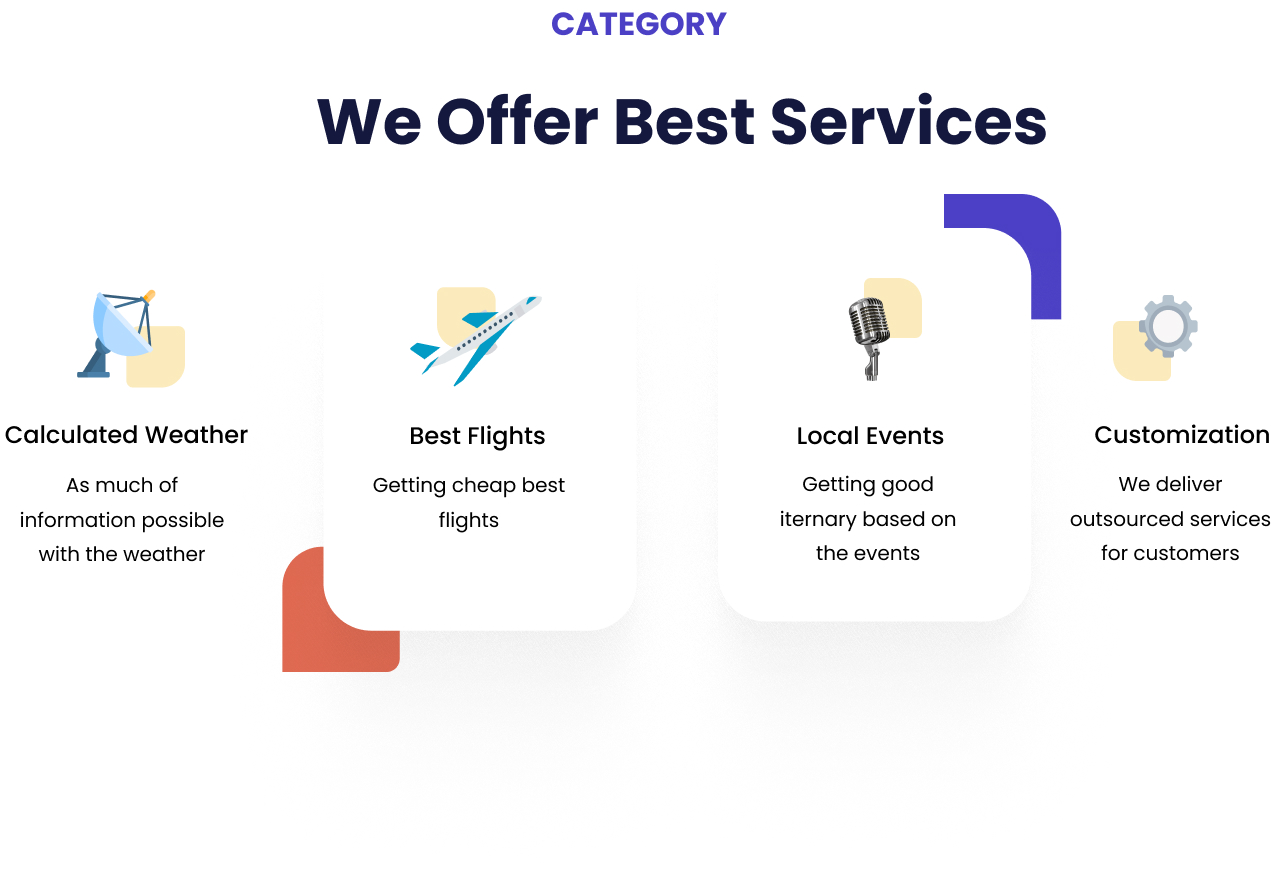 CATEGORY
We Offer Best Services
Calculated Weather
As much of
information possible
with the weather
Best Flights
Getting cheap best
flights
Local Events
Getting good
iternary based on
the events
Customization
We deliver
outsourced services
for customers